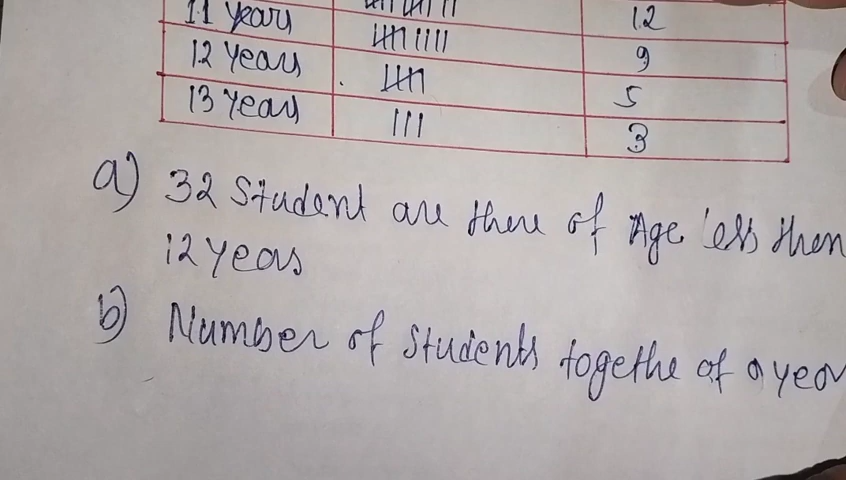 12
11 years 9
12 Years 5
13 Years 3
a) 32 Student are there of Age less then
12 Years
b) Number of Students togethe of 9 year